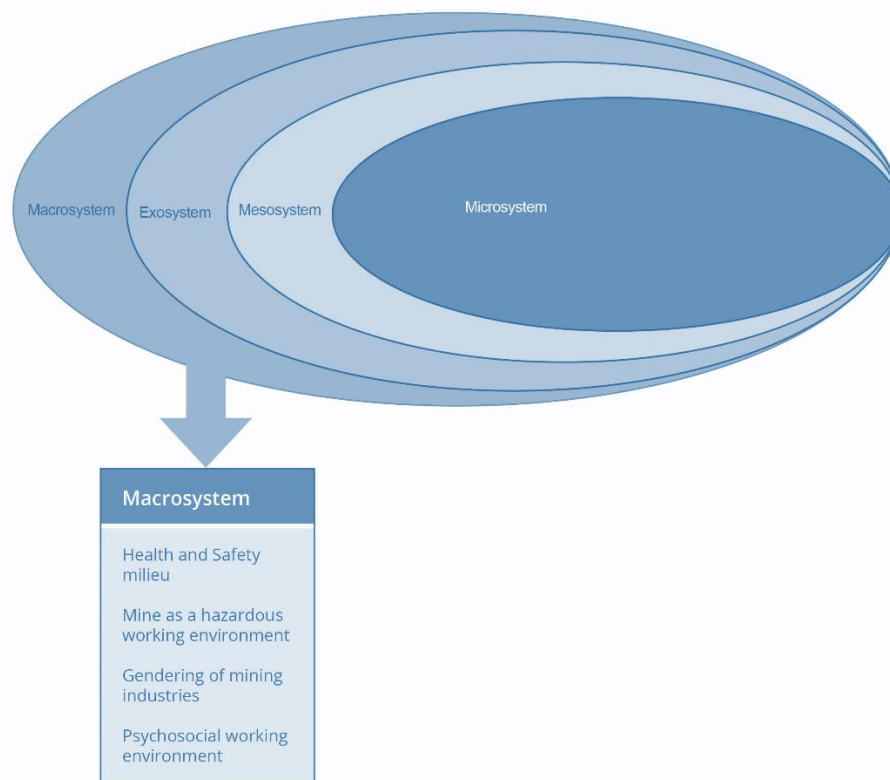 Macrosystem
Exosystem
Mesosystem
Microsystem
Macrosystem
Health and Safety
milieu
Mine as a hazardous
working environment
Gendering of mining
industries
Psychosocial working
environment